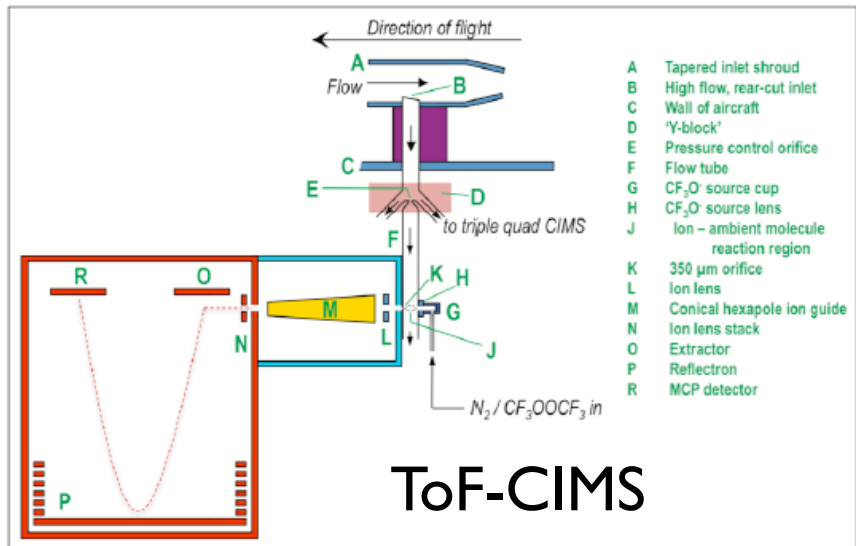 Direction of flight
A
Flow
B
C
E
D
to triple quad CIMS
F
K
H
G
R
O
M
N
L
J
N₂ / CF₃OOCF₃ in
P
ToF-CIMS
A Tapered inlet shroud
B High flow, rear-cut inlet
C Wall of aircraft
D ‘Y-block’
E Pressure control orifice
F Flow tube
G CF₃O⁻ source cup
H CF₃O⁻ source lens
J Ion – ambient molecule
reaction region
K 350 µm orifice
L Ion lens
M Conical hexapole ion guide
N Ion lens stack
O Extractor
P Reflectron
R MCP detector